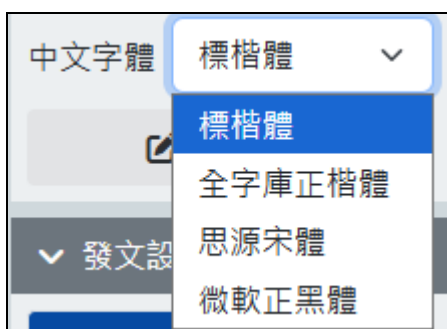 中文字體 標楷體
標楷體
全字庫正楷體
思源宋體
發文設
微軟正黑體